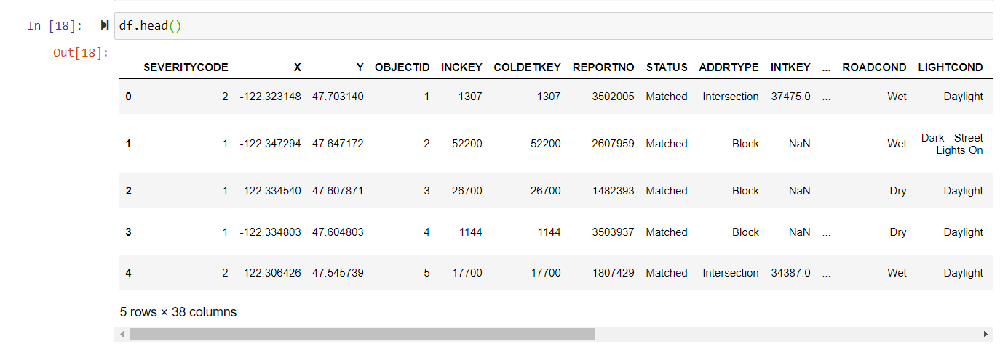 In [18]: df.head()
Out[18]:
SEVERITYCODE X Y OBJECTID INCKEY COLDETKEY REPORTNO STATUS ADDRTYPE INTKEY ... ROADCOND LIGHTCOND
0 2 -122.323148 47.703140 1 1307 1307 3502005 Matched Intersection 37475.0 ... Wet Daylight
1 1 -122.347294 47.647172 2 52200 52200 2607959 Matched Block NaN ... Wet Dark - Street
Lights On
2 1 -122.334540 47.607871 3 26700 26700 1482393 Matched Block NaN ... Dry Daylight
3 1 -122.334803 47.604803 4 1144 1144 3503937 Matched Block NaN ... Dry Daylight
4 2 -122.306426 47.545739 5 17700 17700 1807429 Matched Intersection 34387.0 ... Wet Daylight
5 rows × 38 columns